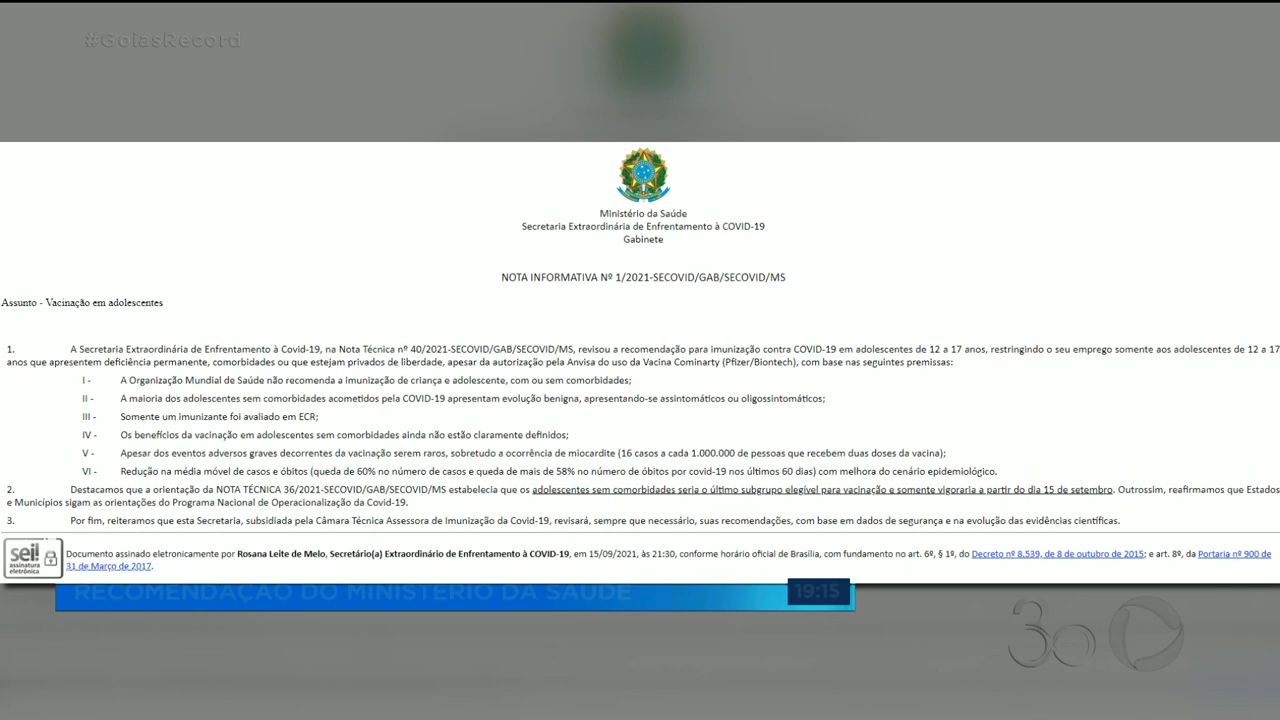 #GoiasRecord
Ministério da Saúde
Secretaria Extraordinária de Enfrentamento à COVID-19
Gabinete
NOTA INFORMATIVA Nº 1/2021-SECOVID/GAB/SECOVID/MS
Assunto - Vacinação em adolescentes
1. A Secretaria Extraordinária de Enfrentamento à Covid-19, na Nota Técnica nº 40/2021-SECOVID/GAB/SECOVID/MS, revisou a recomendação para imunização contra COVID-19 em adolescentes de 12 a 17 anos, restringindo o seu emprego somente aos adolescentes de 12 a 17
anos que apresentem deficiência permanente, comorbidades ou que estejam privados de liberdade, apesar da autorização pela Anvisa do uso da Vacina Cominarty (Pfizer/Biontech), com base nas seguintes premissas:
I - A Organização Mundial de Saúde não recomenda a imunização de criança e adolescente, com ou sem comorbidades;
II - A maioria dos adolescentes sem comorbidades acometidos pela COVID-19 apresentam evolução benigna, apresentando-se assintomáticos ou oligossintomáticos;
III - Somente um imunizante foi avaliado em ECR;
IV - Os benefícios da vacinação em adolescentes sem comorbidades ainda não estão claramente definidos;
V - Apesar dos eventos adversos graves decorrentes da vacinação serem raros, sobretudo a ocorrência de miocardite (16 casos a cada 1.000.000 de pessoas que recebem duas doses da vacina);
VI - Redução na média móvel de casos e óbitos (queda de 60% no número de casos e queda de mais de 58% no número de óbitos por covid-19 nos últimos 60 dias) com melhora do cenário epidemiológico.
2. Destacamos que a orientação da NOTA TÉCNICA 36/2021-SECOVID/GAB/SECOVID/MS estabelecia que os adolescentes sem comorbidades seria o último subgrupo elegível para vacinação e somente vigoraria a partir do dia 15 de setembro. Outrossim, reafirmamos que Estados
e Municípios sigam as orientações do Programa Nacional de Operacionalização da Covid-19.
3. Por fim, reiteramos que esta Secretaria, subsidiada pela Câmara Técnica Assessora de Imunização da Covid-19, revisará, sempre que necessário, suas recomendações, com base em dados de segurança e na evolução das evidências científicas.
sei!
assinatura
eletrônica
Documento assinado eletronicamente por Rosana Leite de Melo, Secretário(a) Extraordinário de Enfrentamento à COVID-19, em 15/09/2021, às 21:30, conforme horário oficial de Brasília, com fundamento no art. 6º, § 1º, do Decreto nº 8.539, de 8 de outubro de 2015; e art. 8º, da Portaria nº 900 de
31 de Março de 2017.
RECOMENDAÇÃO DO MINISTÉRIO DA SAÚDE 19:15
30